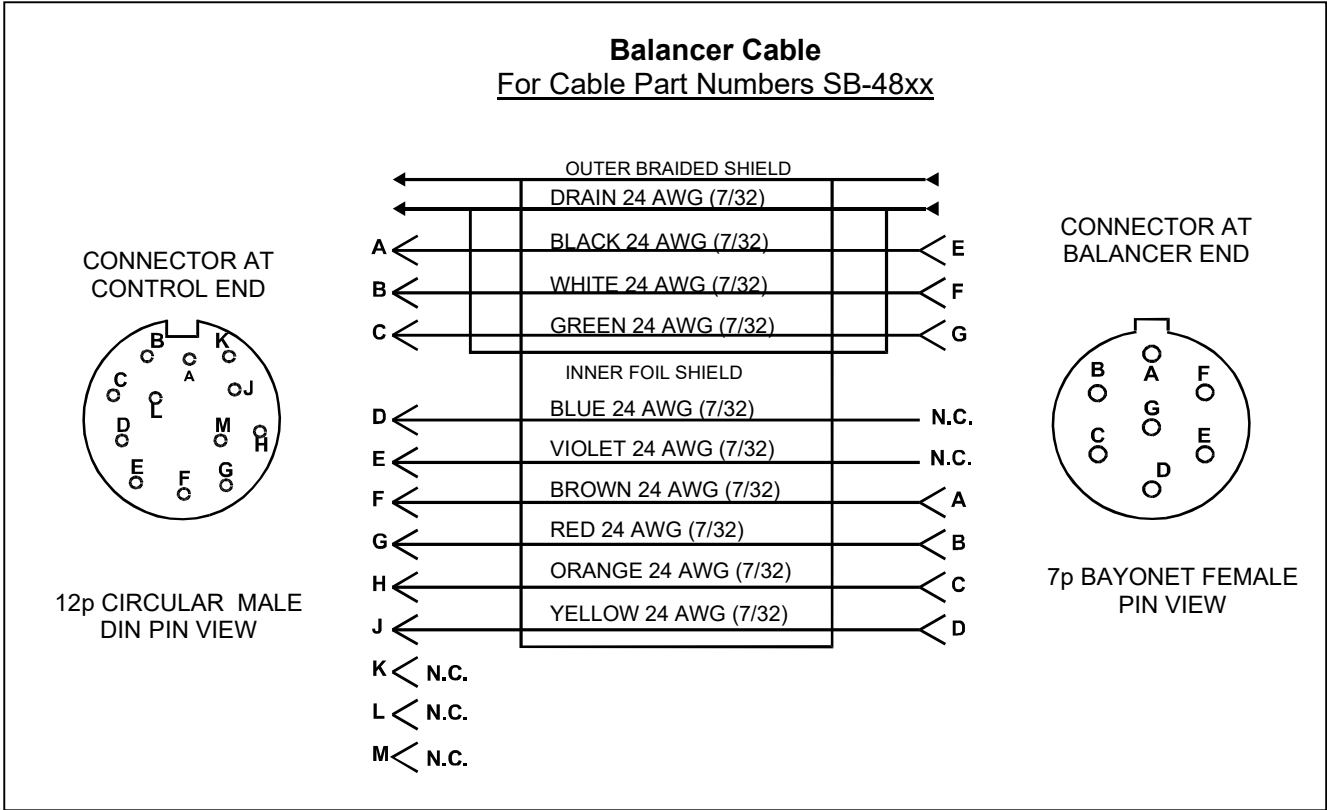 Balancer Cable
For Cable Part Numbers SB-48xx
OUTER BRAIDED SHIELD
DRAIN 24 AWG (7/32)
A BLACK 24 AWG (7/32) E
B WHITE 24 AWG (7/32) F
C GREEN 24 AWG (7/32) G
INNER FOIL SHIELD
D BLUE 24 AWG (7/32) N.C.
E VIOLET 24 AWG (7/32) N.C.
F BROWN 24 AWG (7/32) A
G RED 24 AWG (7/32) B
H ORANGE 24 AWG (7/32) C
J YELLOW 24 AWG (7/32) D
K N.C.
L N.C.
M N.C.
CONNECTOR AT
CONTROL END
B K
A
C J
L
D M H
E F G
12p CIRCULAR MALE
DIN PIN VIEW
CONNECTOR AT
BALANCER END
B A F
G
C E
D
7p BAYONET FEMALE
PIN VIEW